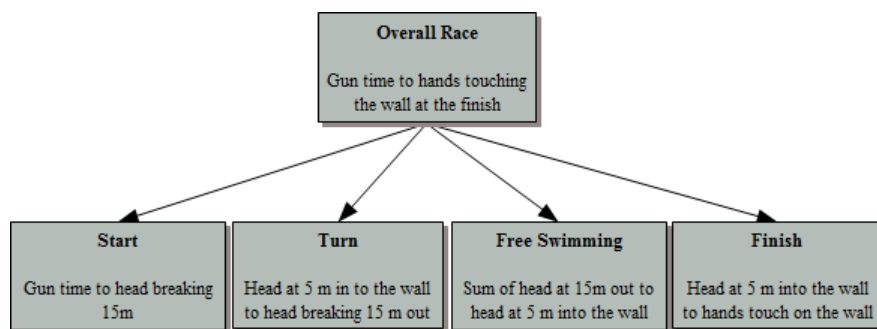 Overall Race
Gun time to hands touching
the wall at the finish
Start
Gun time to head breaking
15m
Turn
Head at 5 m in to the wall
to head breaking 15 m out
Free Swimming
Sum of head at 15m out to
head at 5 m into the wall
Finish
Head at 5 m into the wall
to hands touch on the wall